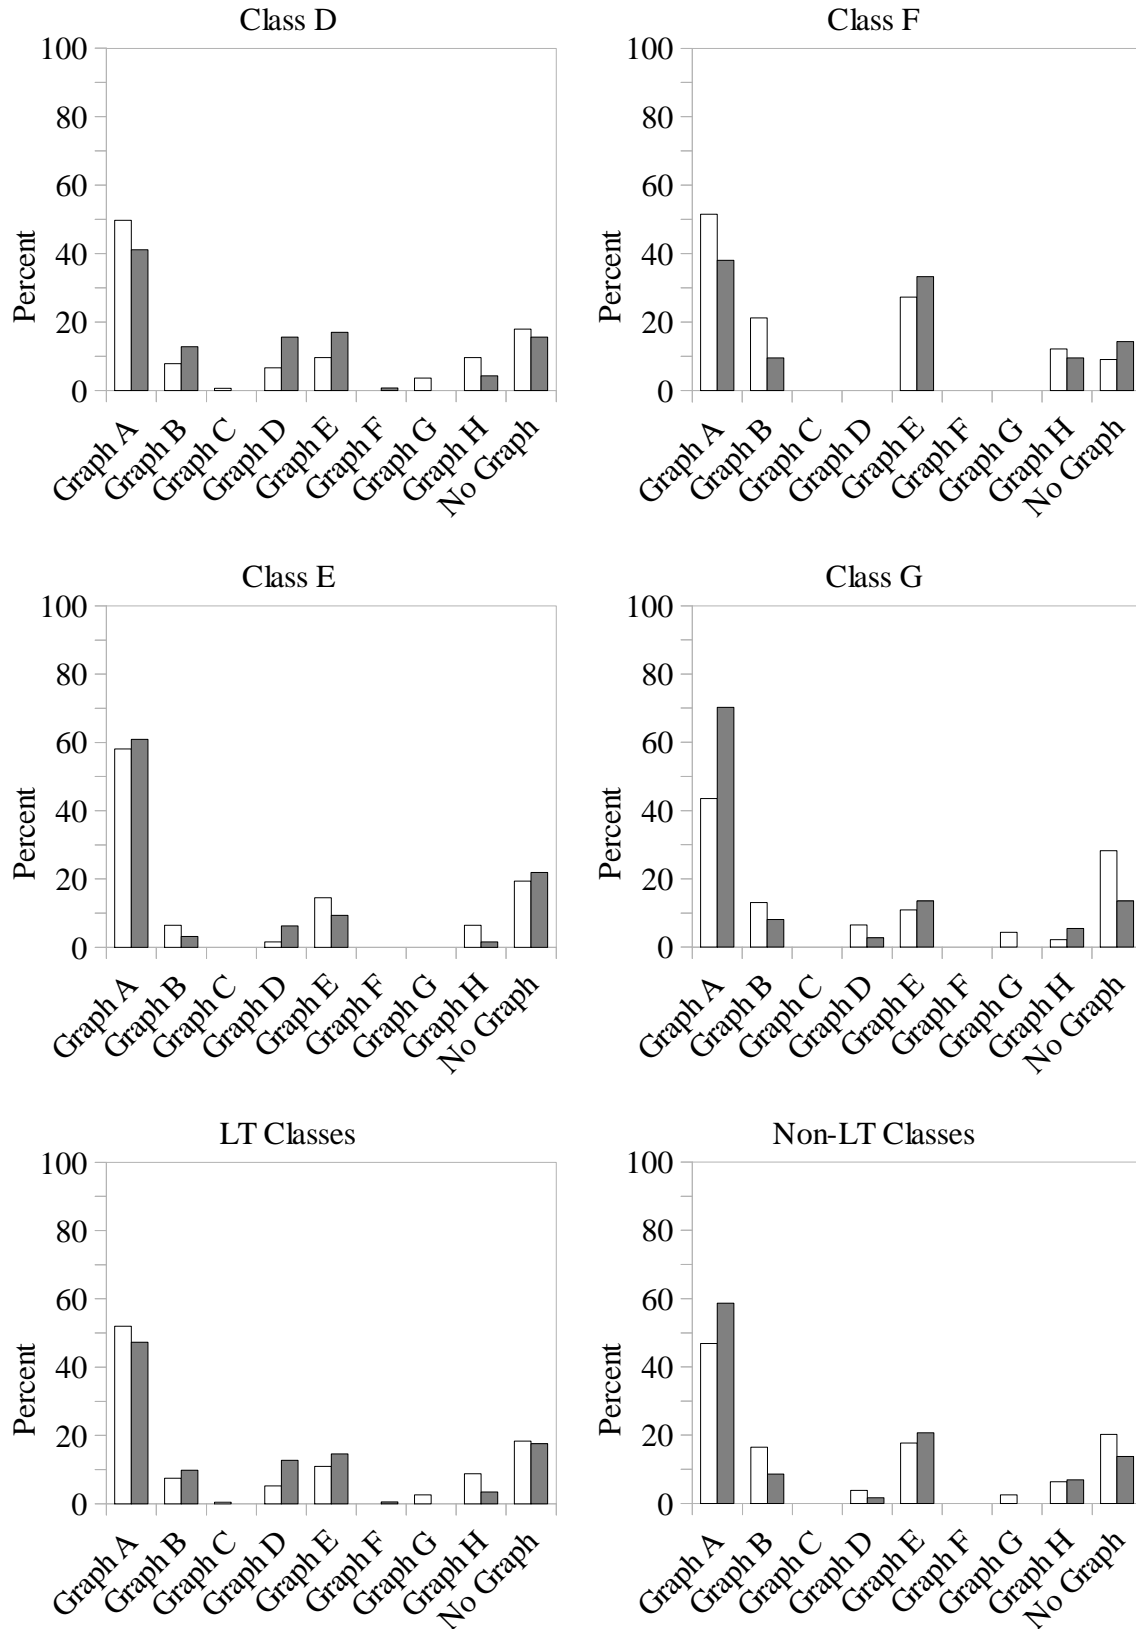 Class D
100
80
60
40
20
0
Percent
Graph A
Graph B
Graph C
Graph D
Graph E
Graph F
Graph G
Graph H
No Graph
Class F
100
80
60
40
20
0
Percent
Graph A
Graph B
Graph C
Graph D
Graph E
Graph F
Graph G
Graph H
No Graph
Class E
100
80
60
40
20
0
Percent
Graph A
Graph B
Graph C
Graph D
Graph E
Graph F
Graph G
Graph H
No Graph
Class G
100
80
60
40
20
0
Percent
Graph A
Graph B
Graph C
Graph D
Graph E
Graph F
Graph G
Graph H
No Graph
LT Classes
100
80
60
40
20
0
Percent
Graph A
Graph B
Graph C
Graph D
Graph E
Graph F
Graph G
Graph H
No Graph
Non-LT Classes
100
80
60
40
20
0
Percent
Graph A
Graph B
Graph C
Graph D
Graph E
Graph F
Graph G
Graph H
No Graph